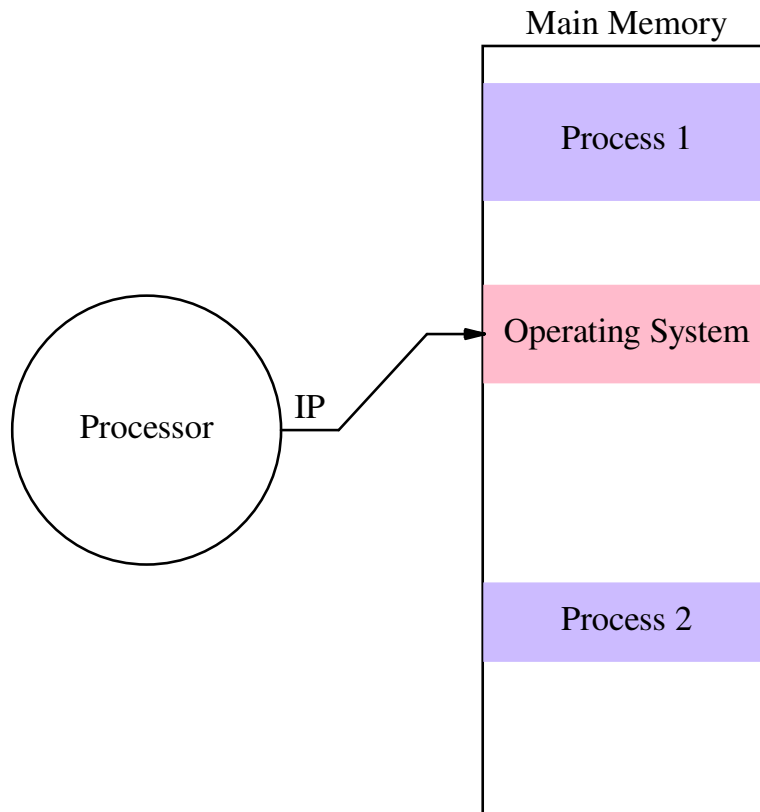 Main Memory
Process 1
Operating System
IP
Processor
Process 2